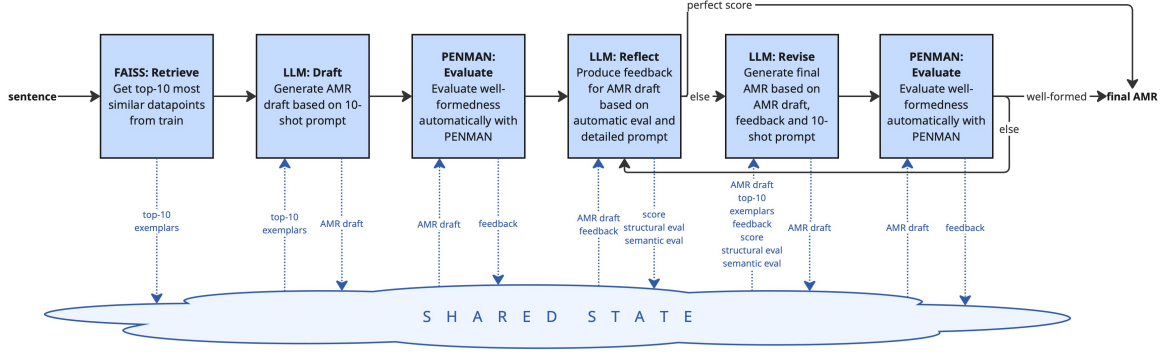 perfect score
sentence
FAISS: Retrieve
Get top-10 most
similar datapoints
from train
LLM: Draft
Generate AMR
draft based on 10-
shot prompt
PENMAN:
Evaluate
Evaluate well-
formedness
automatically with
PENMAN
LLM: Reflect
Produce feedback
for AMR draft
based on
automatic eval and
detailed prompt
else
LLM: Revise
Generate final
AMR based on
AMR draft,
feedback and 10-
shot prompt
PENMAN:
Evaluate
Evaluate well-
formedness
automatically with
PENMAN
well-formed
else
final AMR
top-10
exemplars
top-10
exemplars
AMR draft
AMR draft
feedback
AMR draft
feedback
score
structural eval
semantic eval
AMR draft
top-10
exemplars
feedback
score
structural eval
semantic eval
AMR draft
AMR draft
feedback
SHARED STATE